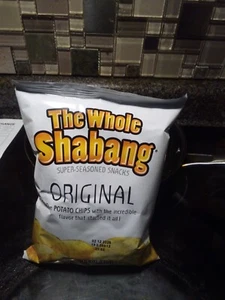 The Whole
Shabang
SUPER-SEASONED SNACKS
ORIGINAL
POTATO CHIPS with the incredible
flavor that started it all!